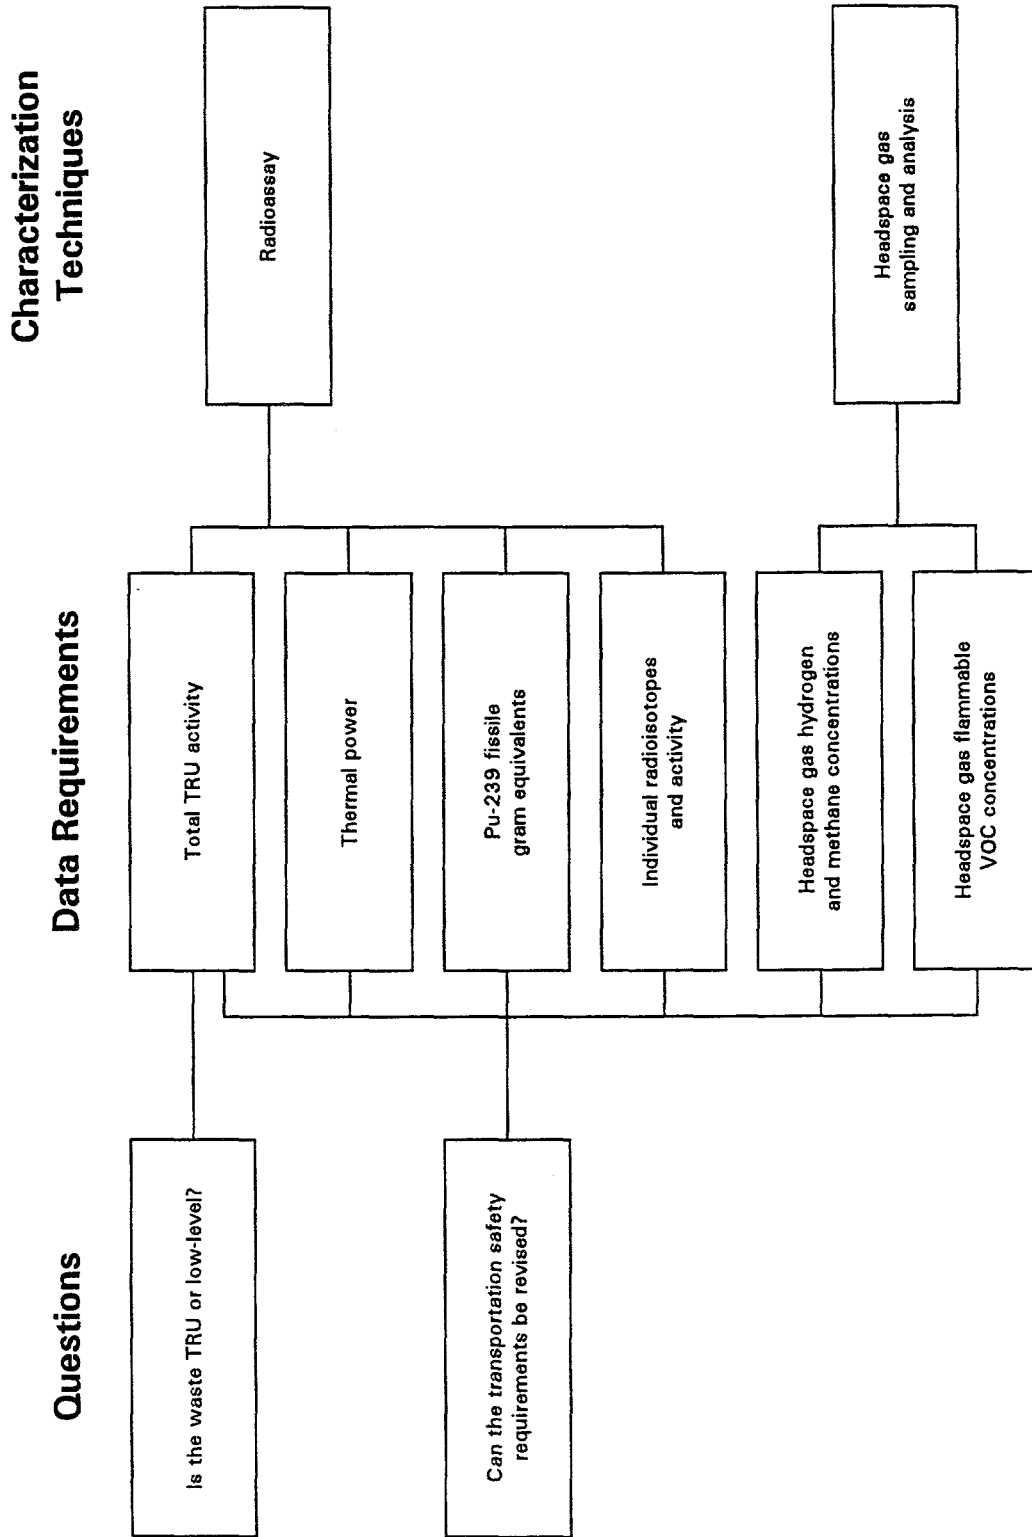 Questions
Data Requirements
Characterization
Techniques
Is the waste TRU or low-level?
Can the transportation safety
requirements be revised?
Total TRU activity
Thermal power
Pu-239 fissile
gram equivalents
Individual radioisotopes
and activity
Headspace gas hydrogen
and methane concentrations
Headspace gas flammable
VOC concentrations
Radioassay
Headspace gas
sampling and analysis